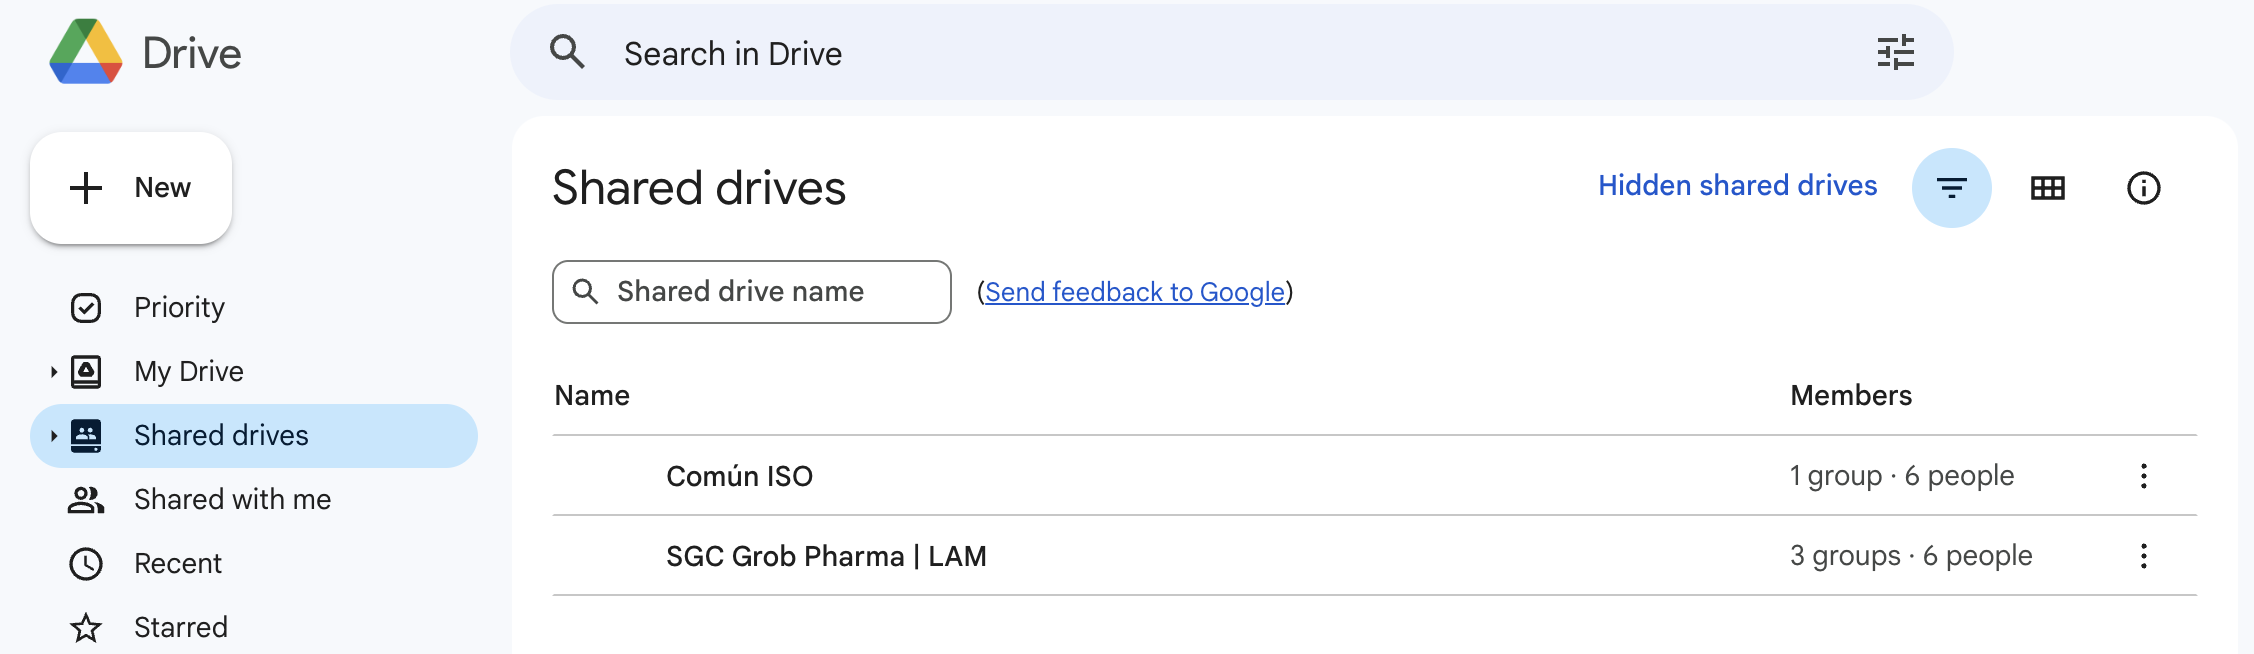 Drive
Search in Drive
New
Priority
My Drive
Shared drives
Shared with me
Recent
Starred
Shared drives
Hidden shared drives
Shared drive name
(Send feedback to Google)
Name Members
Común ISO 1 group · 6 people
SGC Grob Pharma | LAM 3 groups · 6 people